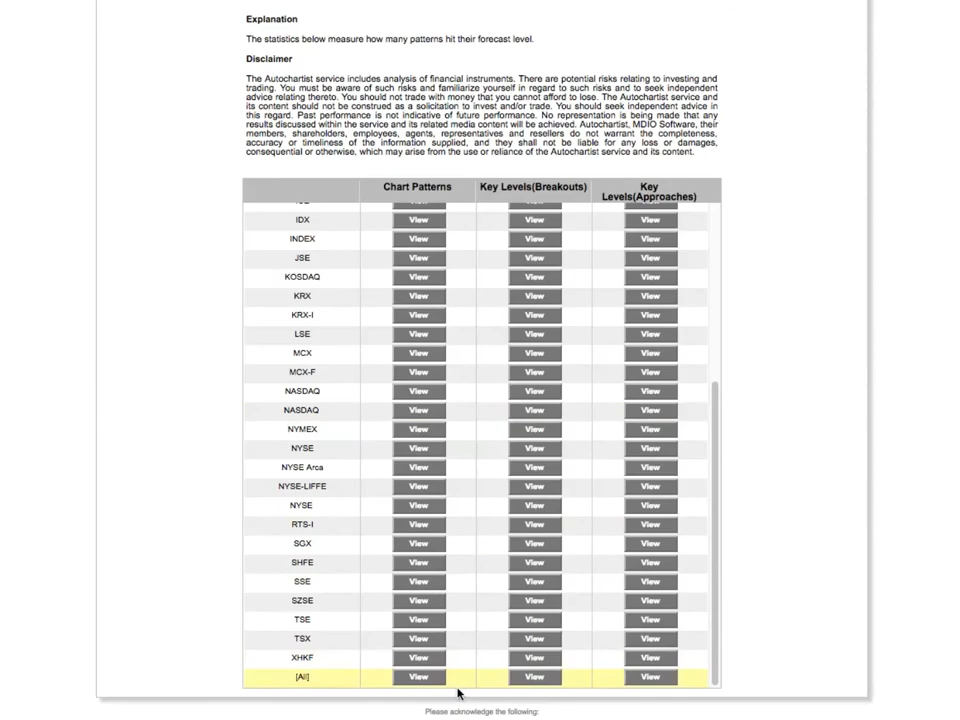 Explanation
The statistics below measure how many patterns hit their forecast level.
Disclaimer
The Autochartist service includes analysis of financial instruments. There are potential risks relating to investing and
trading. You must be aware of such risks and to familiarize yourself in regard to such risks and to seek independent
advice relating thereto. You should not trade with money that you cannot afford to lose. The Autochartist service and
its content should not be construed as a solicitation to invest and/or trade. You should seek independent advice in
this regard. Past performance is not indicative of future performance. No representation is being made that any
results discussed within the service and its related media content will be achieved. Autochartist, MDIO Software, their
members, shareholders, employees, agents, representatives and resellers do not warrant the completeness,
accuracy or timeliness of the information supplied, and they shall not be liable for any loss or damages,
consequential or otherwise, which may arise from the use or reliance of the Autochartist service and its content.
Chart Patterns Key Levels(Breakouts) Key
Levels(Approaches)
IDX View View View
INDEX View View View
JSE View View View
KOSDAQ View View View
KRX View View View
KRX-I View View View
LSE View View View
MCX View View View
MCX-F View View View
NASDAQ View View View
NASDAQ View View View
NYMEX View View View
NYSE View View View
NYSE Arca View View View
NYSE-LIFFE View View View
NYSE View View View
RTS-I View View View
SGX View View View
SHFE View View View
SSE View View View
SZSE View View View
TSE View View View
TSX View View View
XHKF View View View
[All] View View View
Please acknowledge the following: